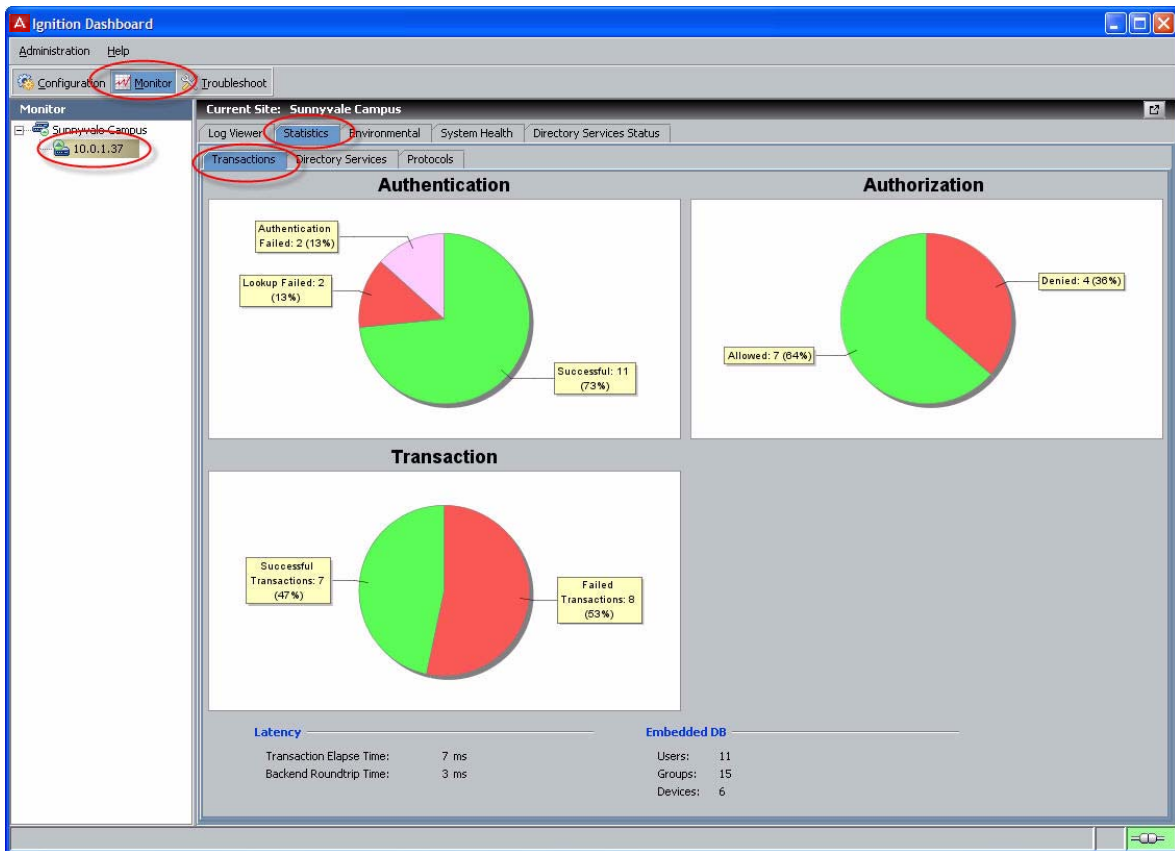 Ignition Dashboard
Administration Help
Configuration Monitor Troubleshoot
Monitor
Current Site: Sunnyvale Campus
Sunnyvale Campus
10.0.1.37
Log Viewer Statistics Environmental System Health Directory Services Status
Transactions Directory Services Protocols
Authentication
Authentication
Failed: 2 (13%)
Lookup Failed: 2
(13%)
Successful: 11
(73%)
Authorization
Denied: 4 (36%)
Allowed: 7 (64%)
Transaction
Successful
Transactions: 7
(47%)
Failed
Transactions: 8
(53%)
Latency
Transaction Elapse Time: 7 ms
Backend Roundtrip Time: 3 ms
Embedded DB
Users: 11
Groups: 15
Devices: 6